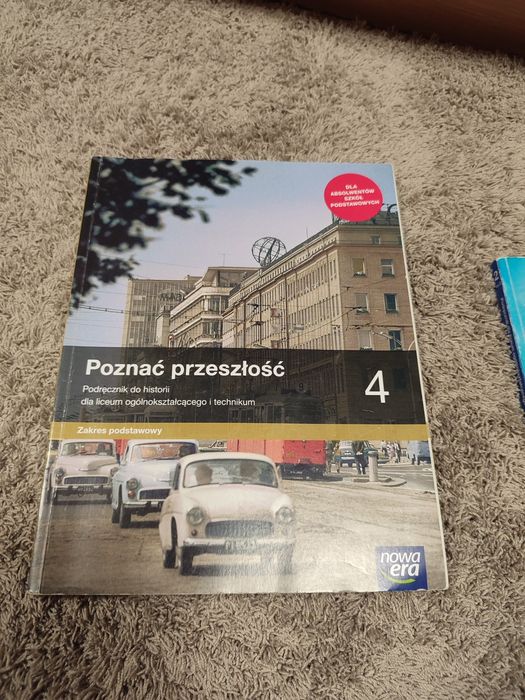 DLA
ABSOLWENTÓW
SZKÓŁ
PODSTAWOWYCH
Poznać przeszłość
4
Podręcznik do historii
dla liceum ogólnokształcącego i technikum
Zakres podstawowy
nowa
era